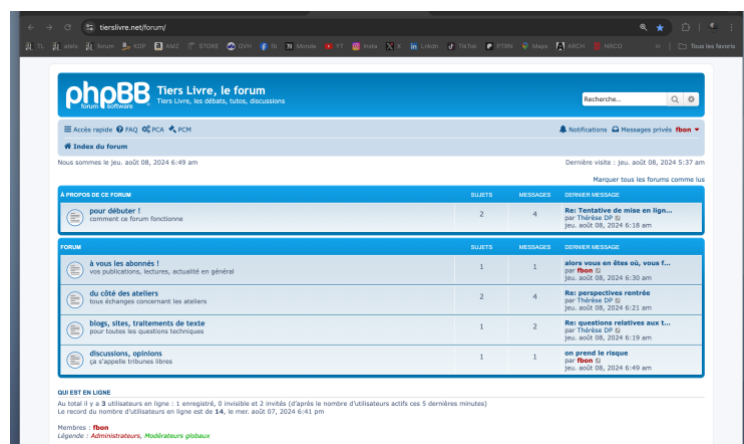 tierslivre.net/forum/
TL atels forum KDP AMZ STORE OVH fb Monde YT Insta X Linkdn TikTok PTRN Maps ARCH NRCO » Tous les favoris
phpBB forum software
Tiers Livre, le forum
Tiers Livre, les débats, tutos, discussions
Recherche…
Accès rapide FAQ PCA PCM Notifications Messages privés fbon
Index du forum
Nous sommes le jeu. août 08, 2024 6:49 am Dernière visite : jeu. août 08, 2024 5:37 am
Marquer tous les forums comme lus
À PROPOS DE CE FORUM SUJETS MESSAGES DERNIER MESSAGE
pour débuter ! 2 4 Re: Tentative de mise en lign…
comment ce forum fonctionne par Thérèse DP
jeu. août 08, 2024 6:18 am
FORUM SUJETS MESSAGES DERNIER MESSAGE
à vous les abonnés ! 1 1 alors vous en êtes où, vous f…
vos publications, lectures, actualité en général par fbon
jeu. août 08, 2024 6:30 am
du côté des ateliers 2 4 Re: perspectives rentrée
tous échanges concernant les ateliers par Thérèse DP
jeu. août 08, 2024 6:21 am
blogs, sites, traitements de texte 1 2 Re: questions relatives aux t…
pour toutes les questions techniques par Thérèse DP
jeu. août 08, 2024 6:19 am
discussions, opinions 1 1 on prend le risque
ça s'appelle tribunes libres par fbon
jeu. août 08, 2024 6:49 am
QUI EST EN LIGNE
Au total il y a 3 utilisateurs en ligne : 1 enregistré, 0 invisible et 2 invités (d'après le nombre d'utilisateurs actifs ces 5 dernières minutes)
Le record du nombre d'utilisateurs en ligne est de 14, le mer. août 07, 2024 6:41 pm
Membres : fbon
Légende : Administrateurs, Modérateurs globaux